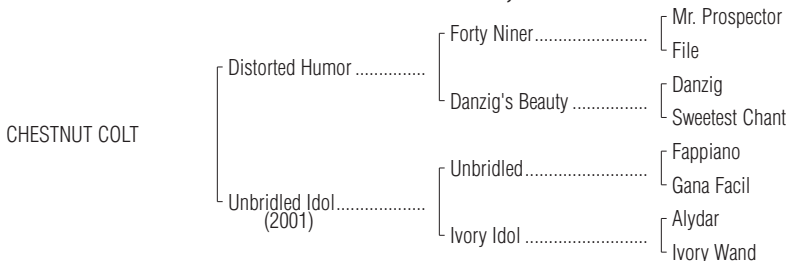 Mr. Prospector
Forty Niner.......................
File
Distorted Humor ...............
Danzig
Danzig's Beauty ...............
Sweetest Chant
CHESTNUT COLT
Fappiano
Unbridled.........................
Gana Facil
Unbridled Idol...................
(2001)
Alydar
Ivory Idol .........................
Ivory Wand